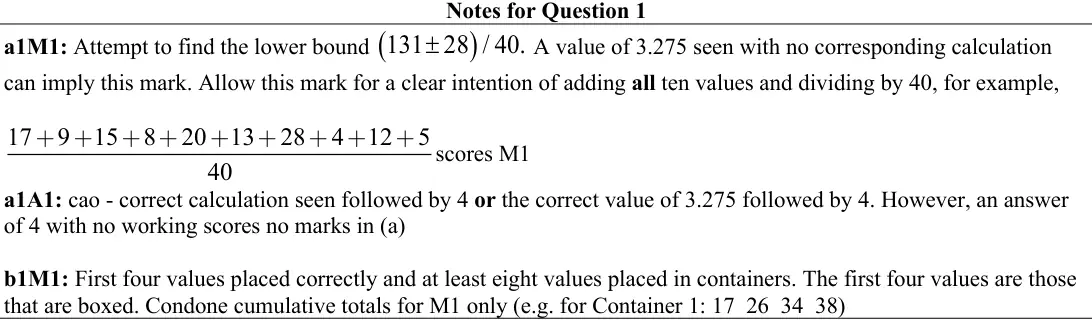 Notes for Question 1
a1M1: Attempt to find the lower bound (131±28) / 40. A value of 3.275 seen with no corresponding calculation
can imply this mark. Allow this mark for a clear intention of adding all ten values and dividing by 40, for example,
17+9+15+8+20+13+28+4+12+5
40
scores M1
a1A1: cao - correct calculation seen followed by 4 or the correct value of 3.275 followed by 4. However, an answer
of 4 with no working scores no marks in (a)
b1M1: First four values placed correctly and at least eight values placed in containers. The first four values are those
that are boxed. Condone cumulative totals for M1 only (e.g. for Container 1: 17 26 34 38)